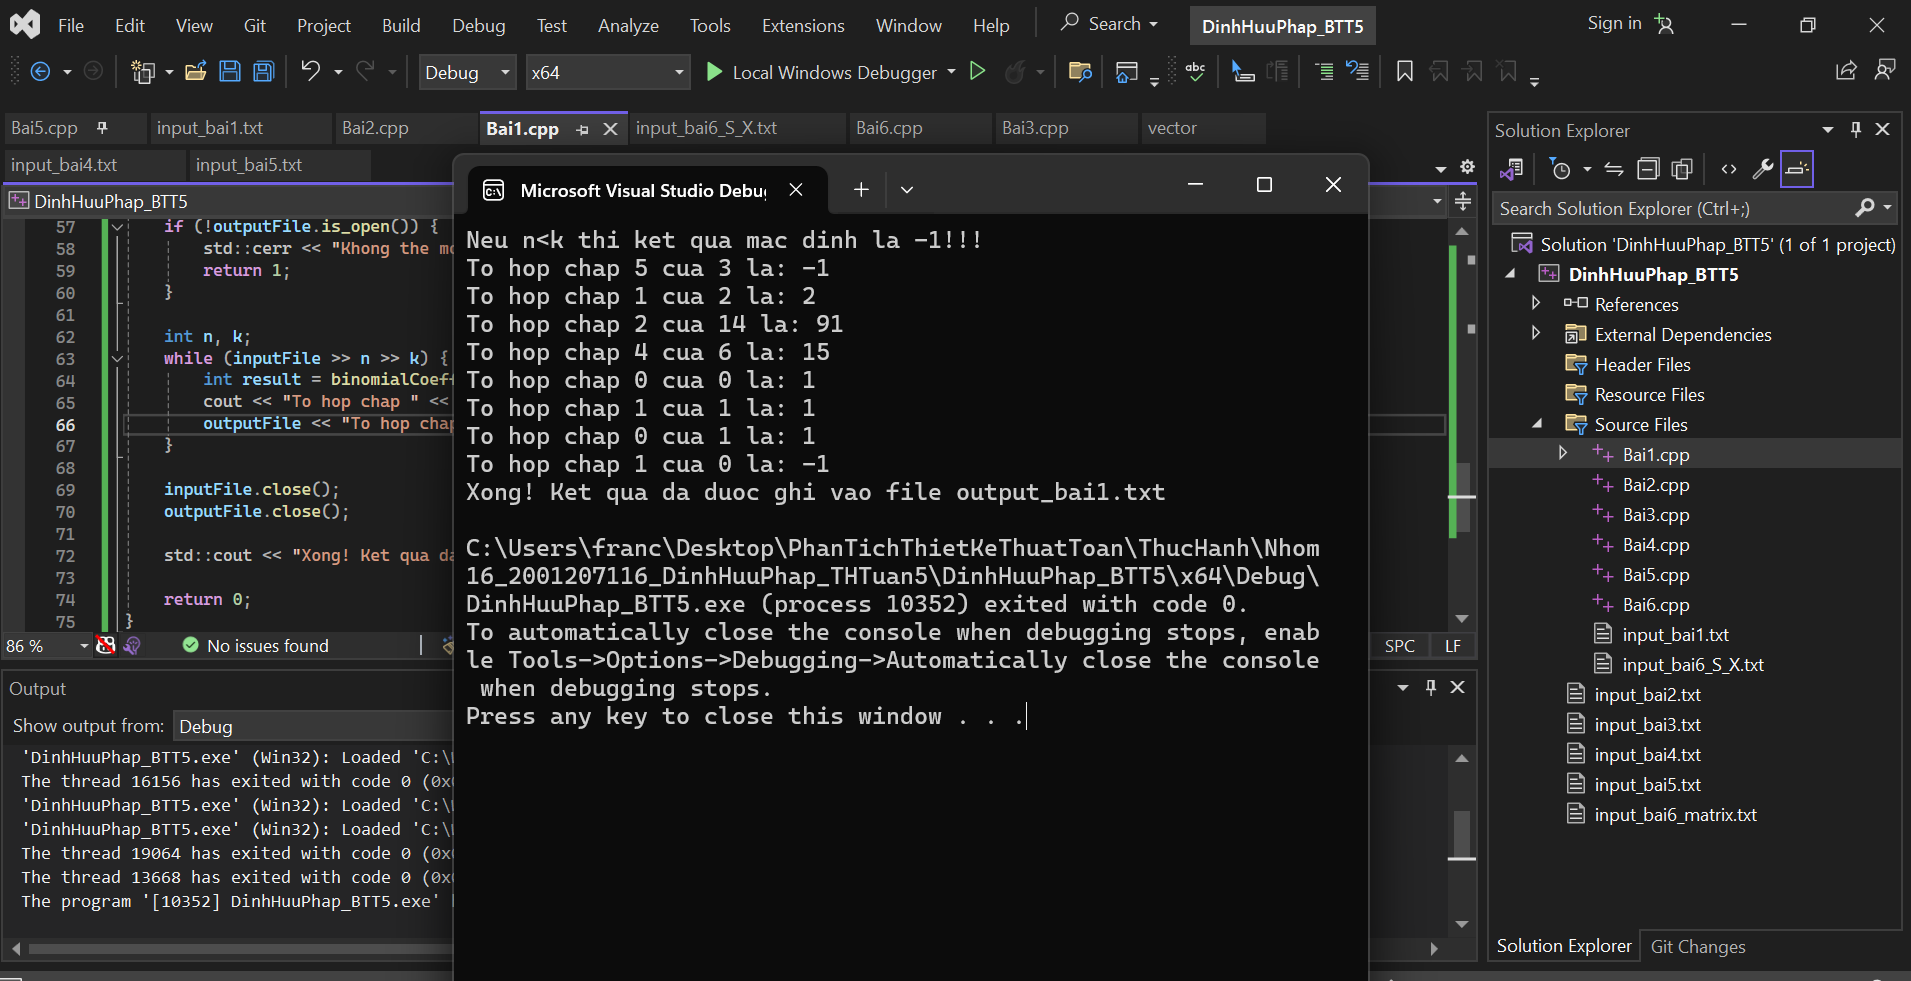 File Edit View Git Project Build Debug Test Analyze Tools Extensions Window Help Search DinhHuuPhap_BTT5 Sign in
Debug x64 Local Windows Debugger
Bai5.cpp input_bai1.txt Bai2.cpp Bai1.cpp input_bai6_S_X.txt Bai6.cpp Bai3.cpp vector
input_bai4.txt input_bai5.txt
DinhHuuPhap_BTT5
57 if (!outputFile.is_open()) {
58 std::cerr << "Khong the mo
59 return 1;
60 }
61
62 int n, k;
63 while (inputFile >> n >> k) {
64 int result = binomialCoeff
65 cout << "To hop chap " <<
66 outputFile << "To hop chap
67 }
68
69 inputFile.close();
70 outputFile.close();
71
72 std::cout << "Xong! Ket qua da
73
74 return 0;
75 }
86 % No issues found SPC LF
Output
Show output from: Debug
'DinhHuuPhap_BTT5.exe' (Win32): Loaded 'C:\
The thread 16156 has exited with code 0 (0x
'DinhHuuPhap_BTT5.exe' (Win32): Loaded 'C:\
'DinhHuuPhap_BTT5.exe' (Win32): Loaded 'C:\
The thread 19064 has exited with code 0 (0x
The thread 13668 has exited with code 0 (0x
The program '[10352] DinhHuuPhap_BTT5.exe'
Microsoft Visual Studio Debug
Neu n<k thi ket qua mac dinh la -1!!!
To hop chap 5 cua 3 la: -1
To hop chap 1 cua 2 la: 2
To hop chap 2 cua 14 la: 91
To hop chap 4 cua 6 la: 15
To hop chap 0 cua 0 la: 1
To hop chap 1 cua 1 la: 1
To hop chap 0 cua 1 la: 1
To hop chap 1 cua 0 la: -1
Xong! Ket qua da duoc ghi vao file output_bai1.txt
C:\Users\franc\Desktop\PhanTichThietKeThuatToan\ThucHanh\Nhom
16_2001207116_DinhHuuPhap_THTuan5\DinhHuuPhap_BTT5\x64\Debug\
DinhHuuPhap_BTT5.exe (process 10352) exited with code 0.
To automatically close the console when debugging stops, enab
le Tools->Options->Debugging->Automatically close the console
when debugging stops.
Press any key to close this window . . .
Solution Explorer
Search Solution Explorer (Ctrl+;)
Solution 'DinhHuuPhap_BTT5' (1 of 1 project)
DinhHuuPhap_BTT5
References
External Dependencies
Header Files
Resource Files
Source Files
Bai1.cpp
Bai2.cpp
Bai3.cpp
Bai4.cpp
Bai5.cpp
Bai6.cpp
input_bai1.txt
input_bai6_S_X.txt
input_bai2.txt
input_bai3.txt
input_bai4.txt
input_bai5.txt
input_bai6_matrix.txt
Solution Explorer Git Changes